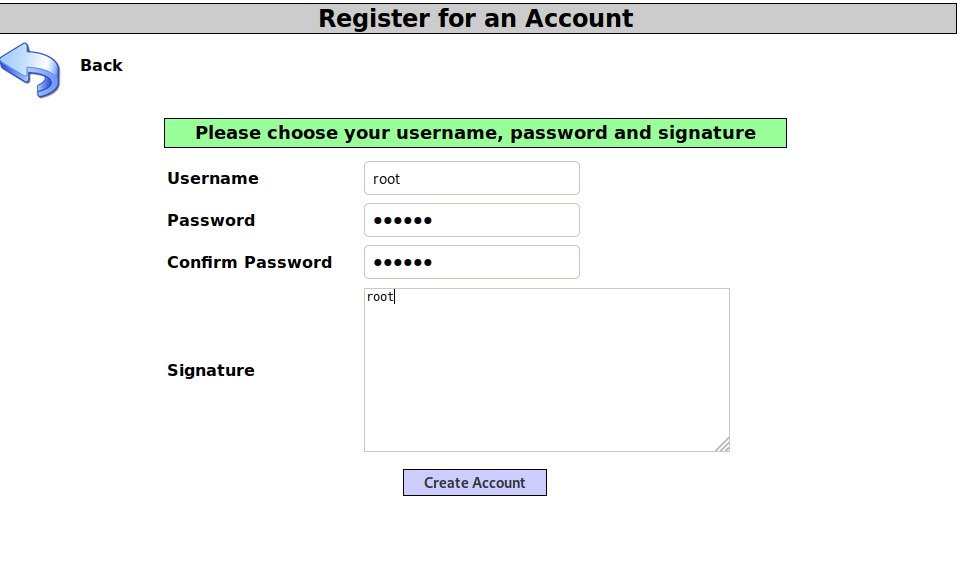 Register for an Account
Back
Please choose your username, password and signature
Username
root
Password
●●●●●●
Confirm Password
●●●●●●
root
Signature
Create Account